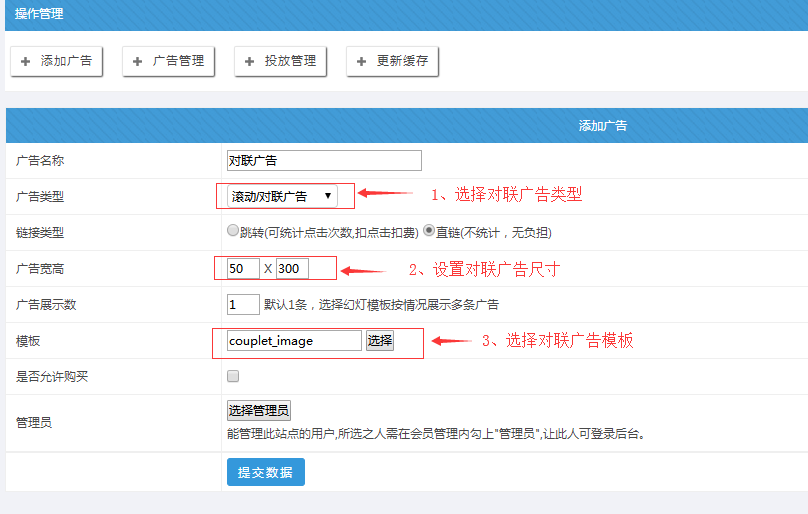 操作管理
添加广告 广告管理 投放管理 更新缓存
添加广告
广告名称 对联广告
广告类型 滚动/对联广告 1、选择对联广告类型
链接类型 跳转(可统计点击次数,扣点击扣费) 直链(不统计，无负担)
广告宽高 50 X 300 2、设置对联广告尺寸
广告展示数 1 默认1条，选择幻灯模板按情况展示多条广告
模板 couplet_image 选择 3、选择对联广告模板
是否允许购买
管理员 选择管理员
能管理此站点的用户,所选之人需在会员管理内勾上"管理员",让此人可登录后台。
提交数据